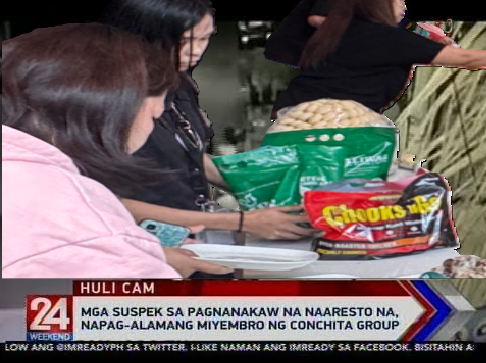 Chooks
HULI CAM
24
WEEKEND
MGA SUSPEK SA PAGNANAKAW NA NAARESTO NA,
NAPAG-ALAMANG MIYEMBRO NG CONCHITA GROUP
LOW ANG @IMREADYPH SA TWITTER. I-LIKE NAMAN ANG IMREADY SA FACEBOOK. BISITAHIN A